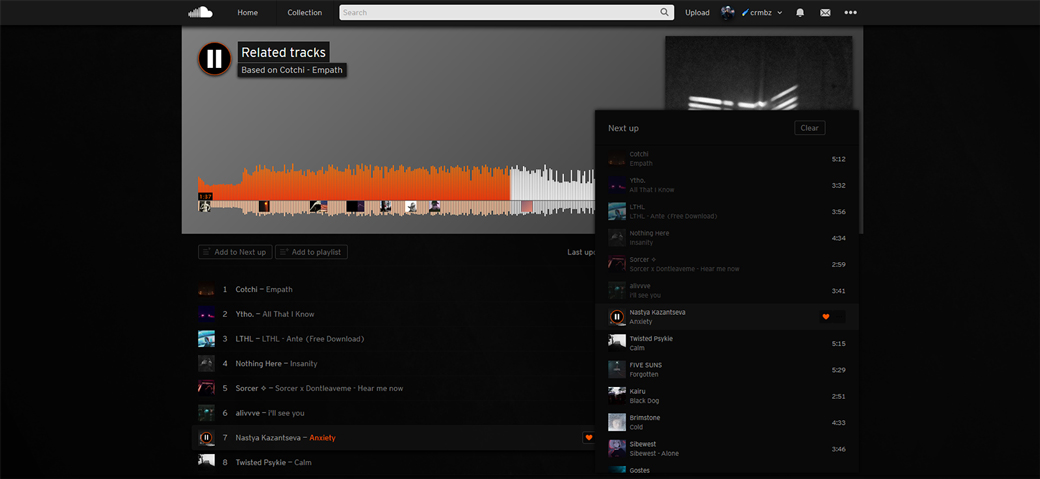 Home
Collection
Search
Upload
crmbz
Related tracks
Based on Cotchi - Empath
1:37
Add to Next up
Add to playlist
Last upd
1 Cotchi – Empath
2 Ytho. – All That I Know
3 LTHL – LTHL - Ante (Free Download)
4 Nothing Here – Insanity
5 Sorcer ✧ – Sorcer x Dontleaveme - Hear me now
6 alivvve – I'll see you
7 Nastya Kazantseva – Anxiety
8 Twisted Psykie – Calm
Next up
Clear
Cotchi
Empath
5:12
Ytho.
All That I Know
3:32
LTHL
LTHL - Ante (Free Download)
3:56
Nothing Here
Insanity
4:34
Sorcer ✧
Sorcer x Dontleaveme - Hear me now
2:59
alivvve
I'll see you
3:41
Nastya Kazantseva
Anxiety
Twisted Psykie
Calm
5:15
FIVE SUNS
Forgotten
5:29
Kairu
Black Dog
2:51
Brimstone
Cold
4:33
Sibewest
Sibewest - Alone
3:46
Gostes